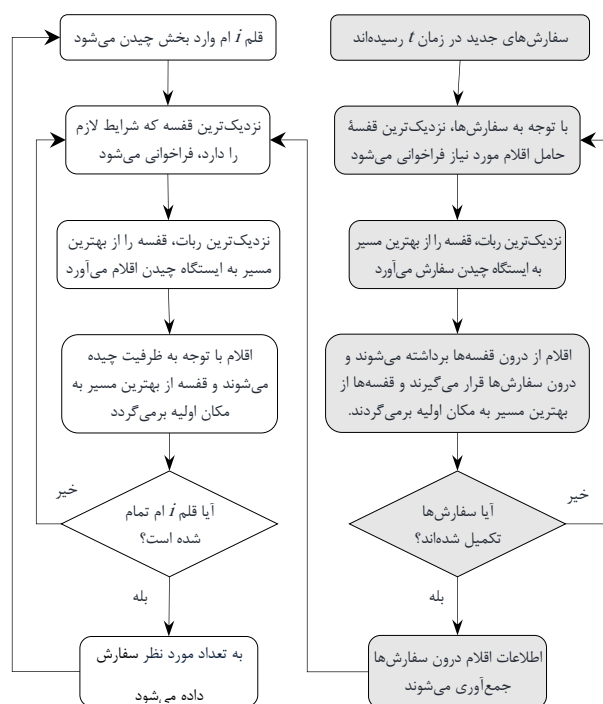 سفارش‌های جدید در زمان t رسیده‌اند
با توجه به سفارش‌ها، نزدیک‌ترین قفسهٔ
حامل اقلام مورد نیاز فراخوانی می‌شود
نزدیک‌ترین ربات، قفسه را از بهترین مسیر
به ایستگاه چیدن سفارش می‌آورد
اقلام از درون قفسه‌ها برداشته می‌شوند و
درون سفارش‌ها قرار می‌گیرند و قفسه‌ها از
بهترین مسیر به مکان اولیه برمی‌گردند.
آیا سفارش‌ها
تکمیل شده‌اند؟
خیر
بله
اطلاعات اقلام درون سفارش‌ها
جمع‌آوری می‌شوند
قلم i ام وارد بخش چیدن می‌شود
نزدیک‌ترین قفسه که شرایط لازم
را دارد، فراخوانی می‌شود
نزدیک‌ترین ربات، قفسه را از بهترین
مسیر به ایستگاه چیدن اقلام می‌آورد
اقلام با توجه به ظرفیت چیده
می‌شوند و قفسه از بهترین مسیر به
مکان اولیه برمی‌گردد
آیا قلم i ام تمام
شده است؟
خیر
بله
به تعداد مورد نظر سفارش
داده می‌شود